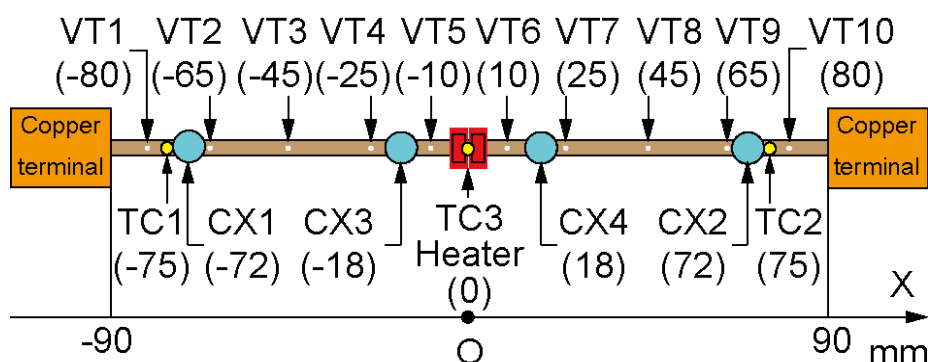 VT1 VT2 VT3 VT4 VT5 VT6 VT7 VT8 VT9 VT10
(-80) (-65) (-45) (-25) (-10) (10) (25) (45) (65) (80)
Copper
terminal
Copper
terminal
TC1 CX1 CX3 TC3 CX4 CX2 TC2
Heater
(-75) (-72) (-18) (0) (18) (72) (75)
X
-90 O 90 mm